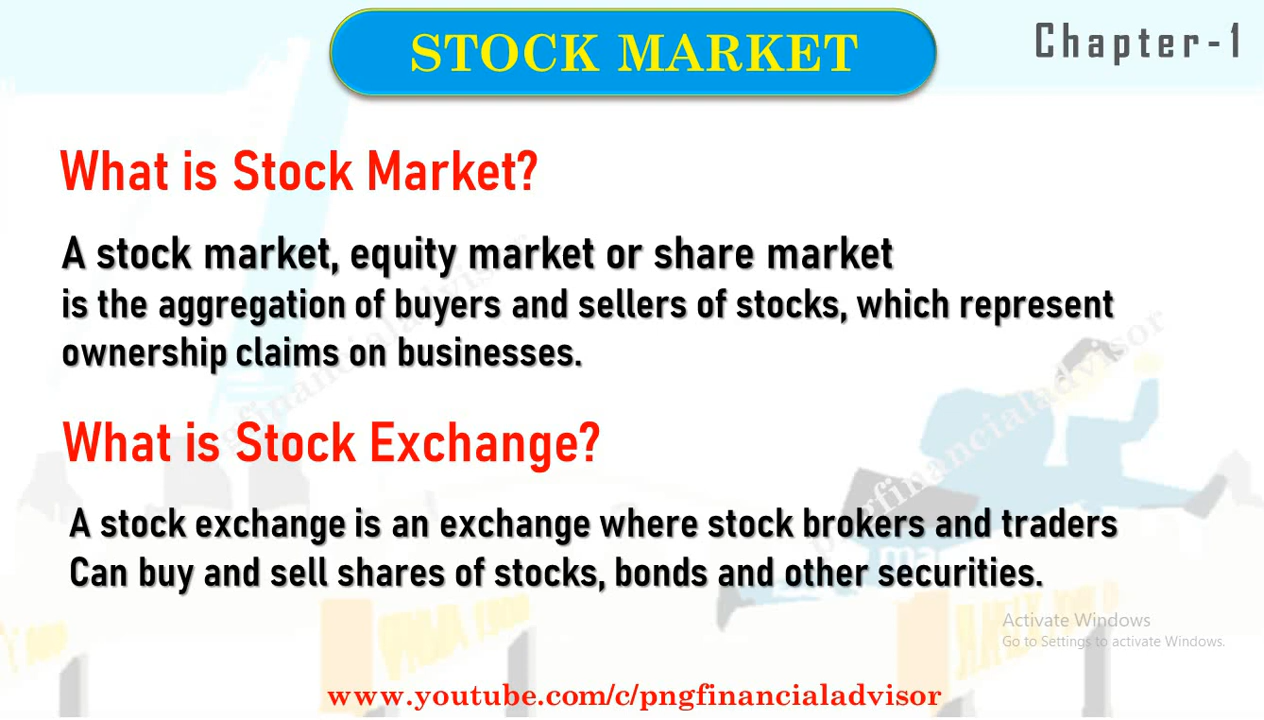 STOCK MARKET
Chapter-1
What is Stock Market?
A stock market, equity market or share market
is the aggregation of buyers and sellers of stocks, which represent
ownership claims on businesses.
What is Stock Exchange?
A stock exchange is an exchange where stock brokers and traders
Can buy and sell shares of stocks, bonds and other securities.
Activate Windows
Go to Settings to activate Windows.
www.youtube.com/c/pngfinancialadvisor